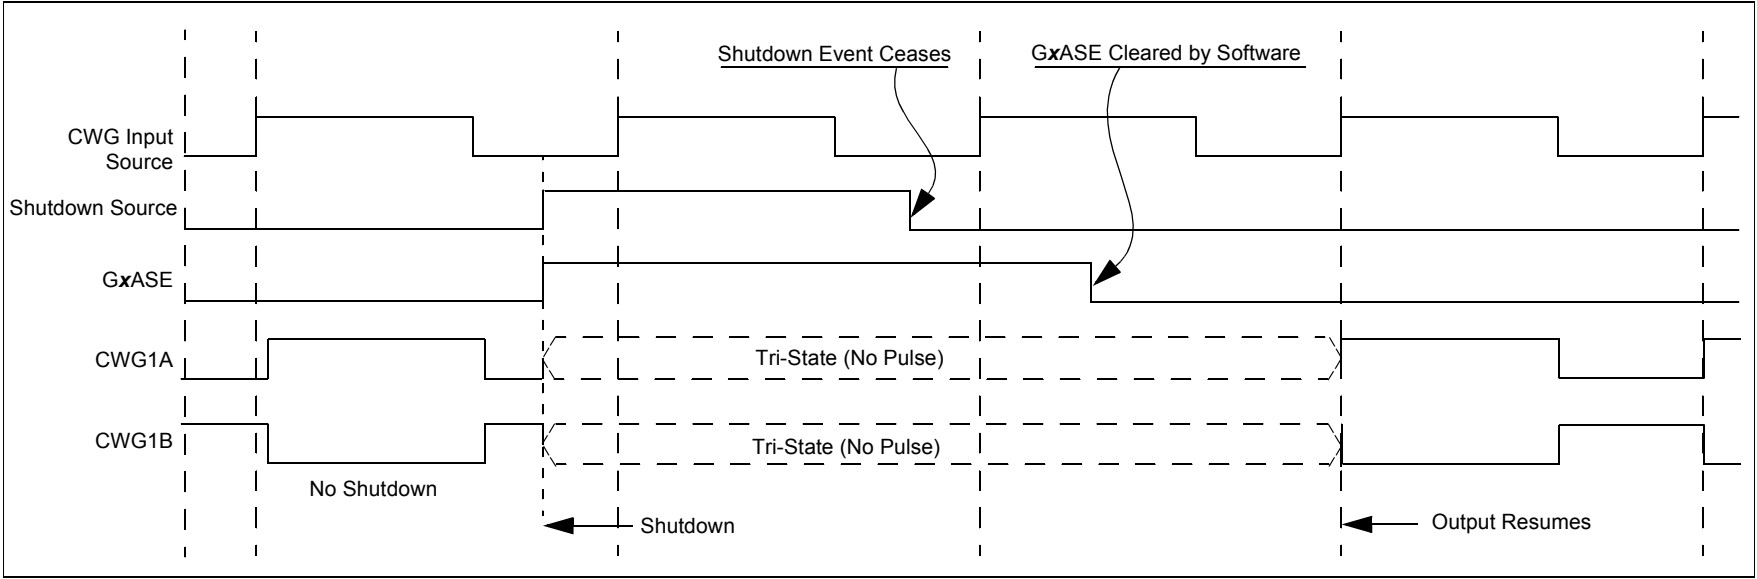 Shutdown Event Ceases
GxASE Cleared by Software
CWG Input
Source
Shutdown Source
GxASE
CWG1A
Tri-State (No Pulse)
CWG1B
Tri-State (No Pulse)
No Shutdown
Shutdown
Output Resumes